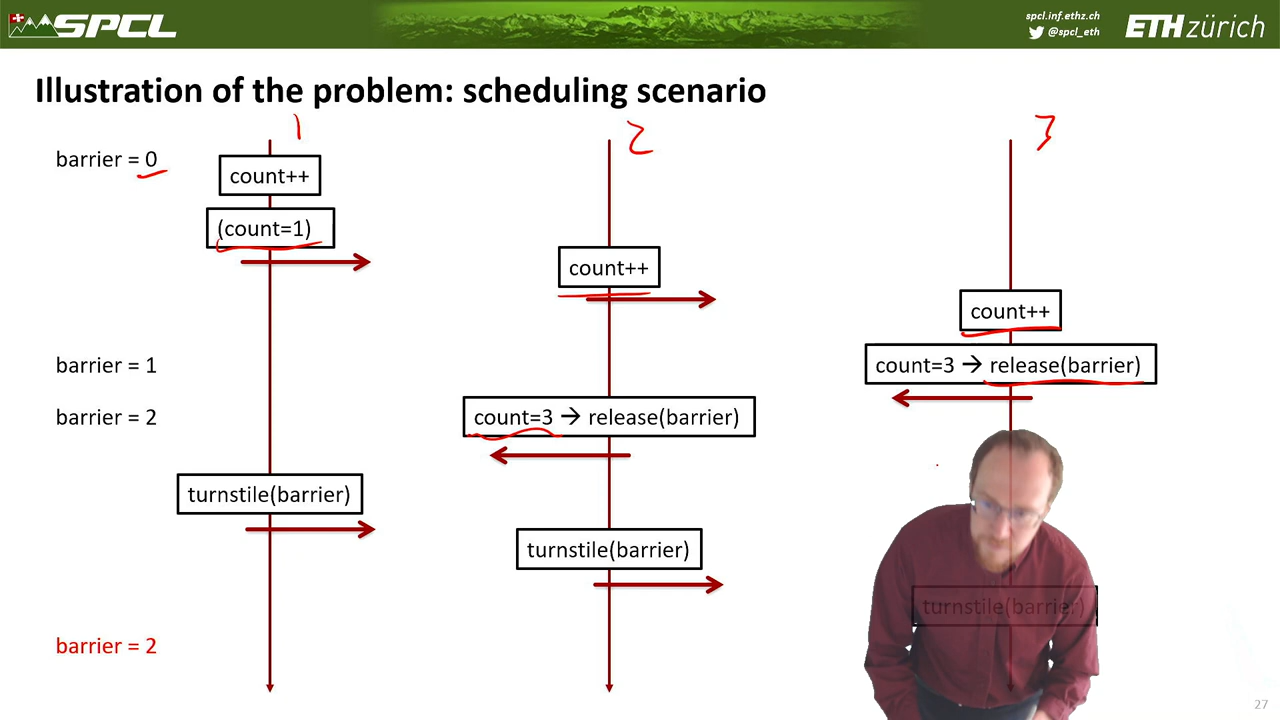 SPCL
spcl.inf.ethz.ch
@spcl_eth
ETH zürich
Illustration of the problem: scheduling scenario
1
2
3
barrier = 0
count++
(count=1)
count++
count++
barrier = 1
count=3 → release(barrier)
barrier = 2
count=3 → release(barrier)
turnstile(barrier)
turnstile(barrier)
turnstile(barrier)
barrier = 2
27